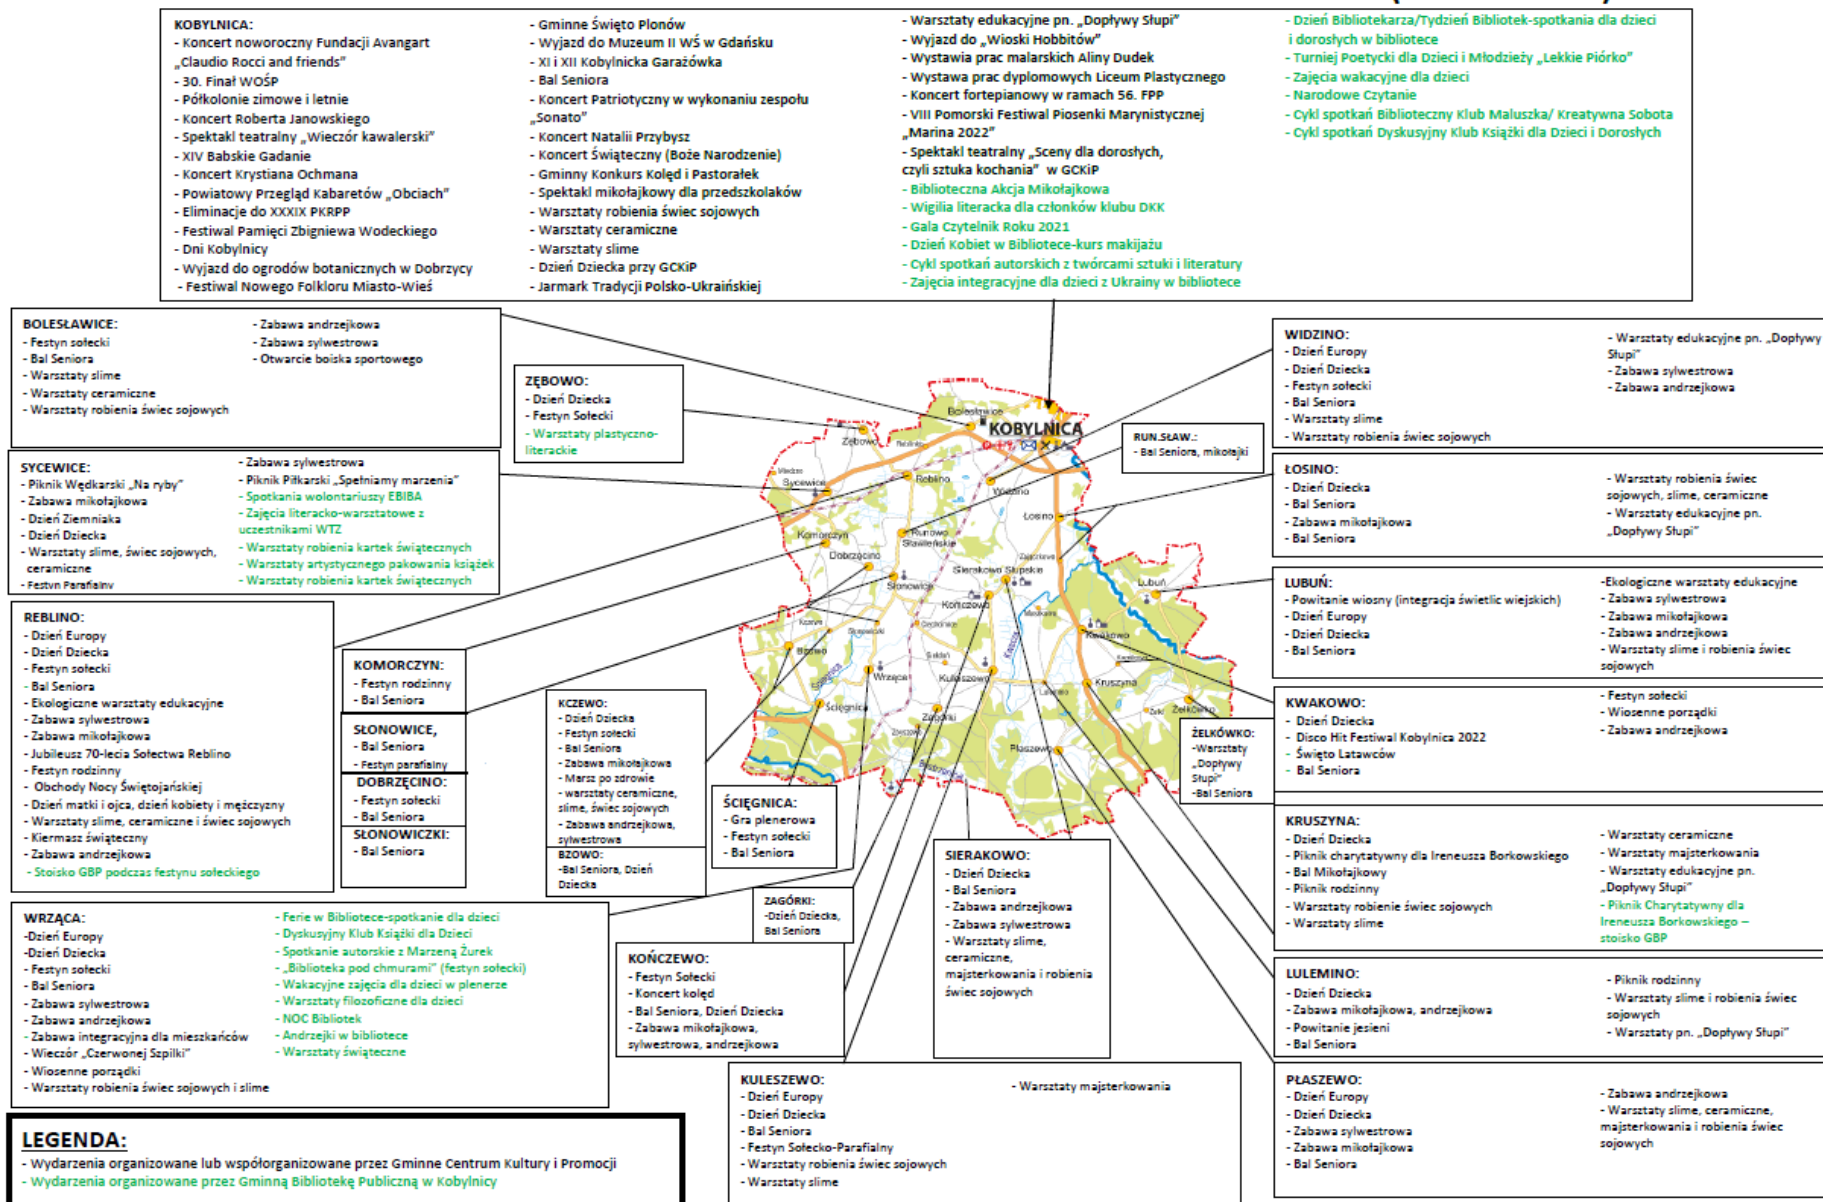 KOBYLNICA:
- Koncert noworoczny Fundacji Avangart
„Claudio Rocci and friends"
- 30. Finał WOŚP
- Półkolonie zimowe i letnie
- Koncert Roberta Janowskiego
- Spektakl teatralny „Wieczór kawalerski"
- XIV Babskie Gadanie
- Koncert Krystiana Ochmana
- Powiatowy Przegląd Kabaretów „Obciach"
- Eliminacje do XXXIX PKRPP
- Festiwal Pamięci Zbigniewa Wodeckiego
- Dni Kobylnicy
- Wyjazd do ogrodów botanicznych w Dobrzycy
- Festiwal Nowego Folkloru Miasto-Wieś
- Gminne Święto Plonów
- Wyjazd do Muzeum II WŚ w Gdańsku
- XI i XII Kobylnicka Garażówka
- Bal Seniora
- Koncert Patriotyczny w wykonaniu zespołu
„Sonato"
- Koncert Natalii Przybysz
- Koncert Świąteczny (Boże Narodzenie)
- Gminny Konkurs Kolęd i Pastorałek
- Spektakl mikołajkowy dla przedszkolaków
- Warsztaty robienia świec sojowych
- Warsztaty ceramiczne
- Warsztaty slime
- Dzień Dziecka przy GCKiP
- Jarmark Tradycji Polsko-Ukraińskiej
- Warsztaty edukacyjne pn. „Dopływy Słupi"
- Wyjazd do „Wioski Hobbitów"
- Wystawia prac malarskich Aliny Dudek
- Wystawa prac dyplomowych Liceum Plastycznego
- Koncert fortepianowy w ramach 56. FPP
- VIII Pomorski Festiwal Piosenki Marynistycznej
„Marina 2022"
- Spektakl teatralny „Sceny dla dorosłych,
czyli sztuka kochania" w GCKiP
- Biblioteczna Akcja Mikołajkowa
- Wigilia literacka dla członków klubu DKK
- Gala Czytelnik Roku 2021
- Dzień Kobiet w Bibliotece-kurs makijażu
- Cykl spotkań autorskich z twórcami sztuki i literatury
- Zajęcia integracyjne dla dzieci z Ukrainy w bibliotece
- Dzień Bibliotekarza/Tydzień Bibliotek-spotkania dla dzieci
i dorosłych w bibliotece
- Turniej Poetycki dla Dzieci i Młodzieży „Lekkie Piórko"
- Zajęcia wakacyjne dla dzieci
- Narodowe Czytanie
- Cykl spotkań Biblioteczny Klub Maluszka/ Kreatywna Sobota
- Cykl spotkań Dyskusyjny Klub Książki dla Dzieci i Dorosłych
BOLESŁAWICE:
- Festyn sołecki
- Bal Seniora
- Warsztaty slime
- Warsztaty ceramiczne
- Warsztaty robienia świec sojowych
- Zabawa andrzejkowa
- Zabawa sylwestrowa
- Otwarcie boiska sportowego
ZĘBOWO:
- Dzień Dziecka
- Festyn Sołecki
- Warsztaty plastyczno-
literackie
SYCEWICE:
- Piknik Wędkarski „Na ryby"
- Zabawa mikołajkowa
- Dzień Ziemniaka
- Dzień Dziecka
- Warsztaty slime, świec sojowych,
ceramiczne
- Festyn Parafialny
- Zabawa sylwestrowa
- Piknik Piłkarski „Spełniamy marzenia"
- Spotkania wolontariuszy EBIBA
- Zajęcia literacko-warsztatowe z
uczestnikami WTZ
- Warsztaty robienia kartek świątecznych
- Warsztaty artystycznego pakowania książek
- Warsztaty robienia kartek świątecznych
RUN.SŁAW.:
- Bal Seniora, mikołajki
WIDZINO:
- Dzień Europy
- Dzień Dziecka
- Festyn sołecki
- Bal Seniora
- Warsztaty slime
- Warsztaty robienia świec sojowych
- Warsztaty edukacyjne pn. „Dopływy
Słupi"
- Zabawa sylwestrowa
- Zabawa andrzejkowa
ŁOSINO:
- Dzień Dziecka
- Bal Seniora
- Zabawa mikołajkowa
- Bal Seniora
- Warsztaty robienia świec
sojowych, slime, ceramiczne
- Warsztaty edukacyjne pn.
„Dopływy Słupi"
LUBUŃ:
- Powitanie wiosny (integracja świetlic wiejskich)
- Dzień Europy
- Dzień Dziecka
- Bal Seniora
-Ekologiczne warsztaty edukacyjne
- Zabawa sylwestrowa
- Zabawa mikołajkowa
- Zabawa andrzejkowa
- Warsztaty slime i robienia świec
sojowych
REBLINO:
- Dzień Europy
- Dzień Dziecka
- Festyn sołecki
- Bal Seniora
- Ekologiczne warsztaty edukacyjne
- Zabawa sylwestrowa
- Zabawa mikołajkowa
- Jubileusz 70-lecia Sołectwa Reblino
- Festyn rodzinny
- Obchody Nocy Świętojańskiej
- Dzień matki i ojca, dzień kobiety i mężczyzny
- Warsztaty slime, ceramiczne i świec sojowych
- Kiermasz świąteczny
- Zabawa andrzejkowa
- Stoisko GBP podczas festynu sołeckiego
KOMORCZYN:
- Festyn rodzinny
- Bal Seniora
SŁONOWICE,
- Bal Seniora
- Festyn parafialny
DOBRZĘCINO:
- Festyn sołecki
- Bal Seniora
SŁONOWICZKI:
- Bal Seniora
KCZEWO:
- Dzień Dziecka
- Festyn sołecki
- Bal Seniora
- Zabawa mikołajkowa
- Marsz po zdrowie
- warsztaty ceramiczne,
slime, świec sojowych
- Zabawa andrzejkowa,
sylwestrowa
BZOWO:
-Bal Seniora, Dzień
Dziecka
ŚCIĘGNICA:
- Gra plenerowa
- Festyn sołecki
- Bal Seniora
KOBYLNICA
Bolesławice
Zębowo
Reblinko
Sycewice
Reblino
Widzino
Łosino
Komorczyn
Runowo
Sławieńskie
Dobrzęcino
Słonowice
Sierakowo Słupskie
Kończewo
Lubuń
Kwakowo
Bzowo
Wrząca
Kuleszewo
Kruszyna
Ścięgnica
Zagórki
Płaszewo
Żelkówko
ŻELKÓWKO:
-Warsztaty
„Dopływy
Słupi"
-Bal Seniora
KWAKOWO:
- Dzień Dziecka
- Disco Hit Festiwal Kobylnica 2022
- Święto Latawców
- Bal Seniora
- Festyn sołecki
- Wiosenne porządki
- Zabawa andrzejkowa
KRUSZYNA:
- Dzień Dziecka
- Piknik charytatywny dla Ireneusza Borkowskiego
- Bal Mikołajkowy
- Piknik rodzinny
- Warsztaty robienie świec sojowych
- Warsztaty slime
- Warsztaty ceramiczne
- Warsztaty majsterkowania
- Warsztaty edukacyjne pn.
„Dopływy Słupi"
- Piknik Charytatywny dla
Ireneusza Borkowskiego –
stoisko GBP
WRZĄCA:
-Dzień Europy
-Dzień Dziecka
- Festyn sołecki
- Bal Seniora
- Zabawa sylwestrowa
- Zabawa andrzejkowa
- Zabawa integracyjna dla mieszkańców
- Wieczór „Czerwonej Szpilki"
- Wiosenne porządki
- Warsztaty robienia świec sojowych i slime
- Ferie w Bibliotece-spotkanie dla dzieci
- Dyskusyjny Klub Książki dla Dzieci
- Spotkanie autorskie z Marzeną Żurek
- „Biblioteka pod chmurami" (festyn sołecki)
- Wakacyjne zajęcia dla dzieci w plenerze
- Warsztaty filozoficzne dla dzieci
- NOC Bibliotek
- Andrzejki w bibliotece
- Warsztaty świąteczne
ZAGÓRKI:
-Dzień Dziecka,
Bal Seniora
KOŃCZEWO:
- Festyn Sołecki
- Koncert kolęd
- Bal Seniora, Dzień Dziecka
- Zabawa mikołajkowa,
sylwestrowa, andrzejkowa
SIERAKOWO:
- Dzień Dziecka
- Bal Seniora
- Zabawa andrzejkowa
- Zabawa sylwestrowa
- Warsztaty slime,
ceramiczne,
majsterkowania i robienia
świec sojowych
LULEMINO:
- Dzień Dziecka
- Zabawa mikołajkowa, andrzejkowa
- Powitanie jesieni
- Bal Seniora
- Piknik rodzinny
- Warsztaty slime i robienia świec
sojowych
- Warsztaty pn. „Dopływy Słupi"
KULESZEWO:
- Dzień Europy
- Dzień Dziecka
- Bal Seniora
- Festyn Sołecko-Parafialny
- Warsztaty robienia świec sojowych
- Warsztaty slime
- Warsztaty majsterkowania
PŁASZEWO:
- Dzień Europy
- Dzień Dziecka
- Zabawa sylwestrowa
- Zabawa mikołajkowa
- Bal Seniora
- Zabawa andrzejkowa
- Warsztaty slime, ceramiczne,
majsterkowania i robienia świec
sojowych
LEGENDA:
- Wydarzenia organizowane lub współorganizowane przez Gminne Centrum Kultury i Promocji
- Wydarzenia organizowane przez Gminną Bibliotekę Publiczną w Kobylnicy